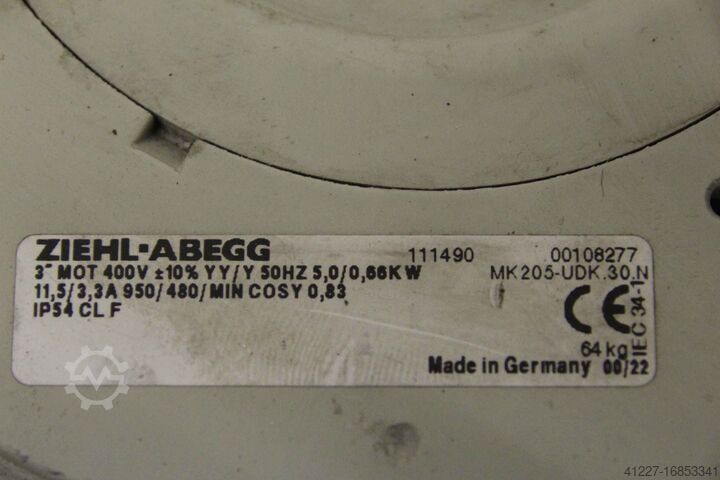 ZIEHL-ABEGG 111490 00108277
3~ MOT 400V ±10% YY/Y 50HZ 5,0/0,66KW MK205-UDK.30.N
11,5/3,3A 950/480/MIN COSY 0,83
IP54 CL F
CE
IEC 34-1
64 kg
Made in Germany 00/22
41227-16853341